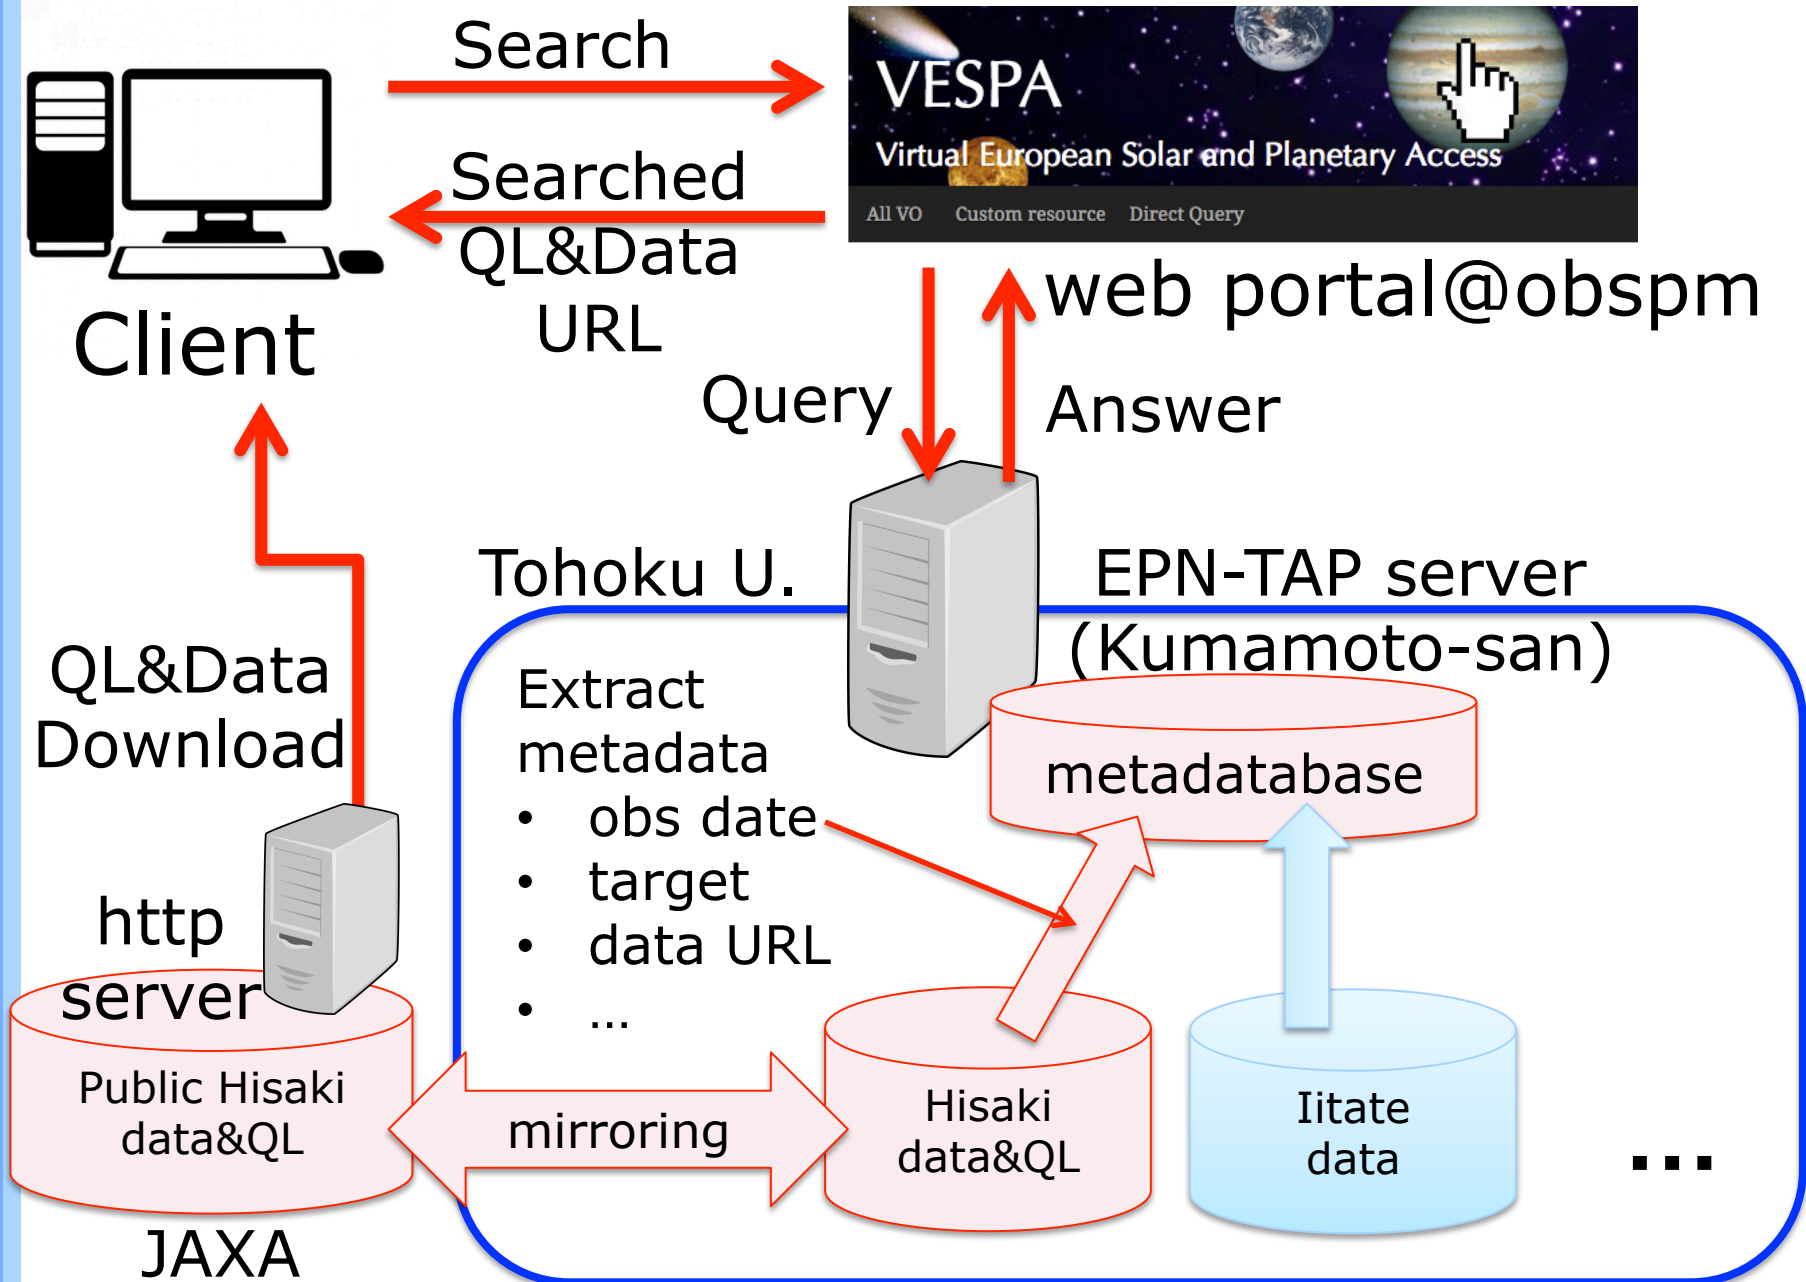 Search
VESPA
Virtual European Solar and Planetary Access
All VO Custom resource Direct Query
Searched
QL&Data
URL
web portal@obspm
Client
Query
Answer
Tohoku U.
EPN-TAP server
(Kumamoto-san)
QL&Data
Download
Extract
metadata
• obs date
• target
• data URL
• ...
metadatabase
http
server
Public Hisaki
data&QL
mirroring
Hisaki
data&QL
Iitate
data
...
JAXA